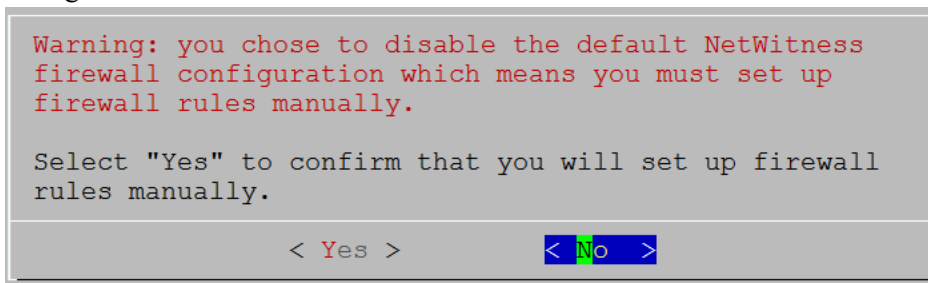 Warning: you chose to disable the default NetWitness
firewall configuration which means you must set up
firewall rules manually.
Select "Yes" to confirm that you will set up firewall
rules manually.
< Yes > < No >